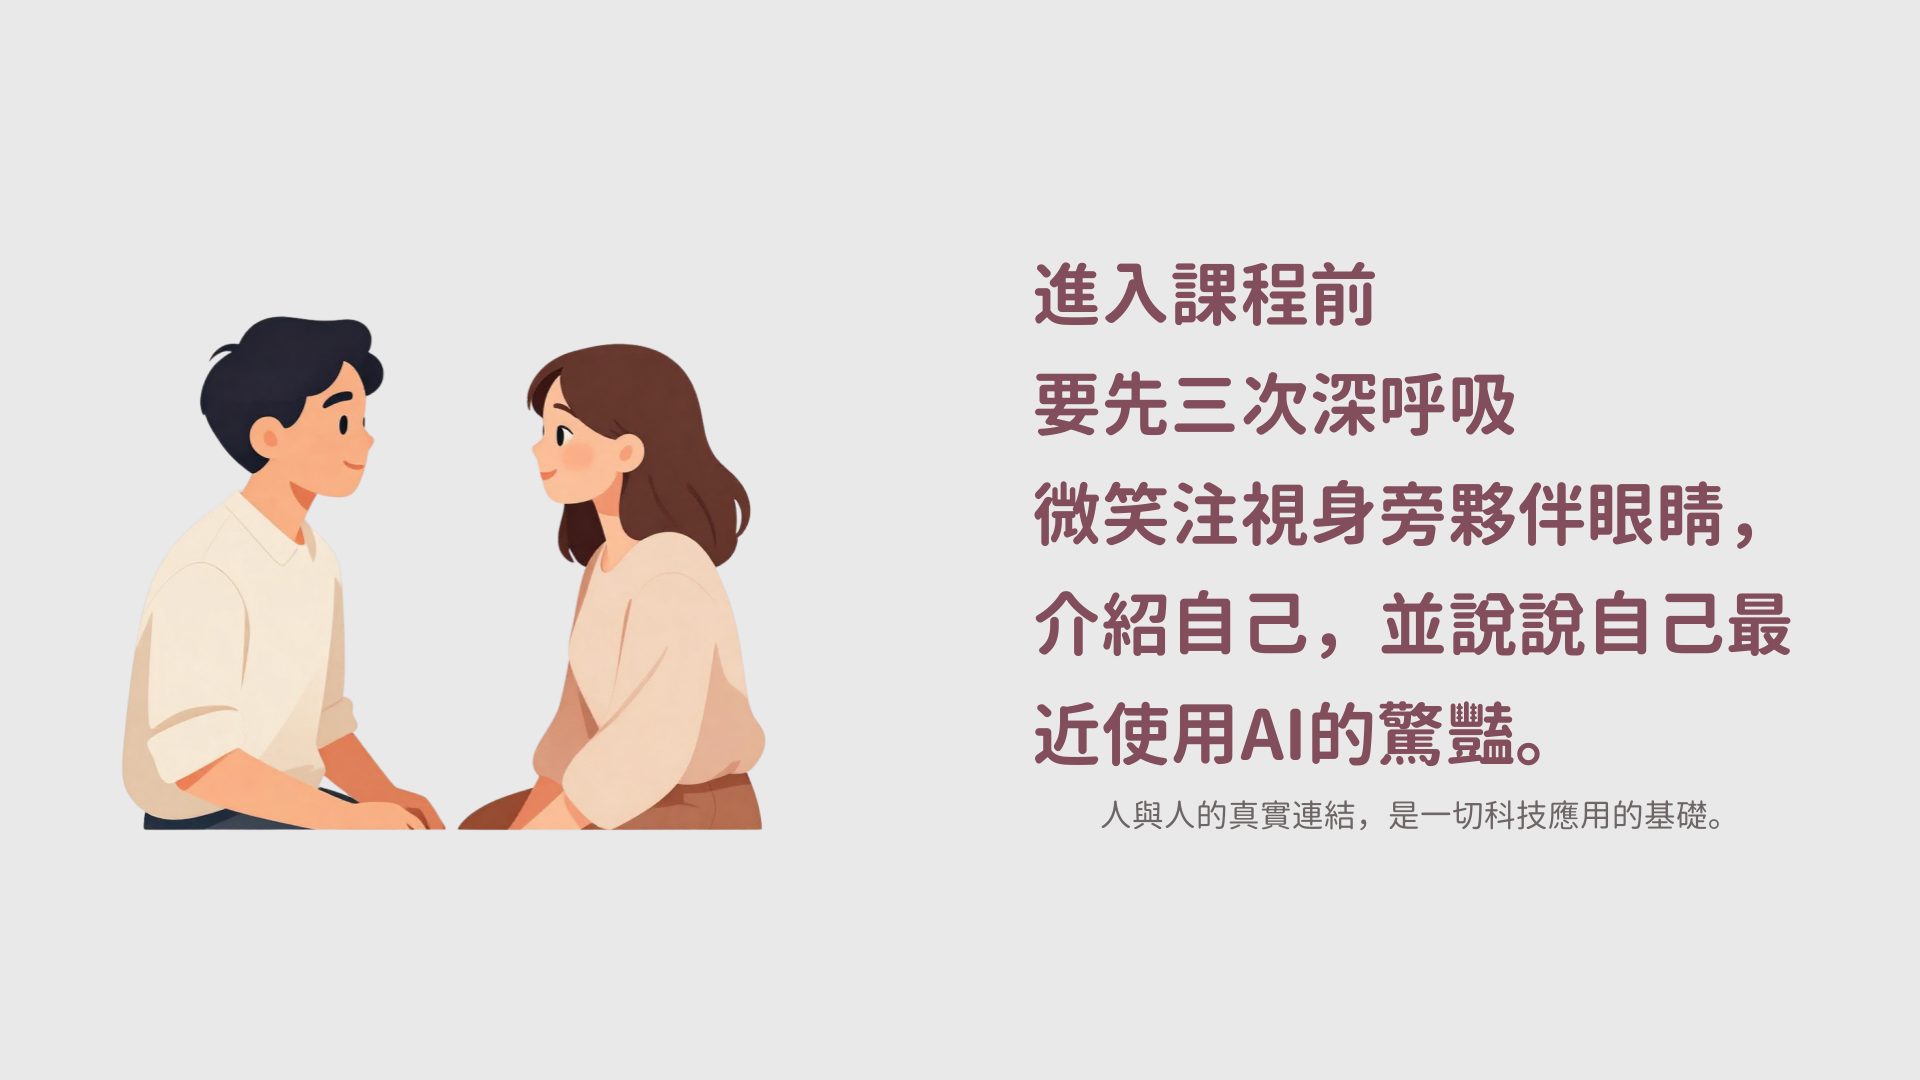 進入課程前
要先三次深呼吸
微笑注視身旁夥伴眼睛，
介紹自己，並說說自己最
近使用AI的驚豔。
人與人的真實連結，是一切科技應用的基礎。